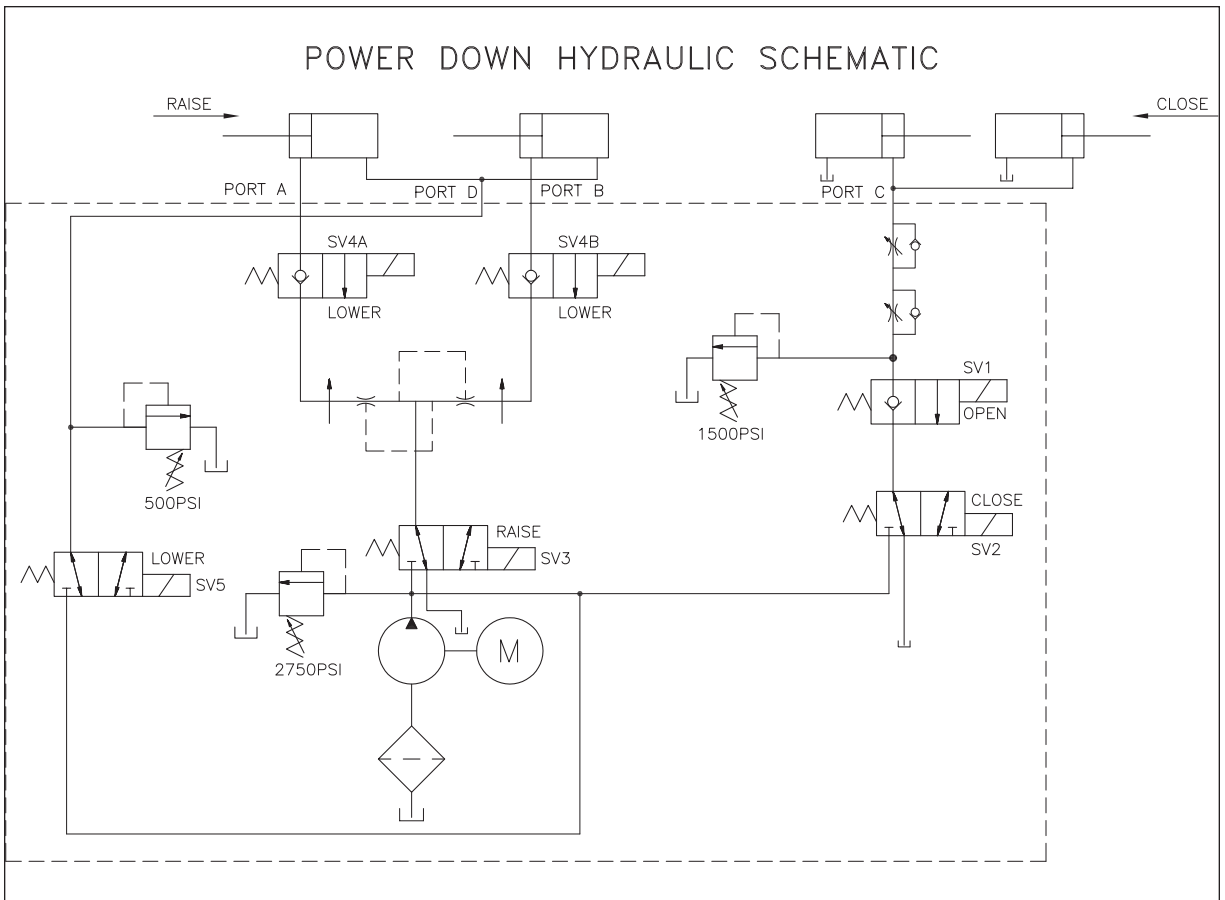 POWER DOWN HYDRAULIC SCHEMATIC
RAISE
CLOSE
PORT A
PORT D
PORT B
PORT C
SV4A
SV4B
LOWER
LOWER
SV1
OPEN
1500PSI
500PSI
CLOSE
SV2
RAISE
SV3
LOWER
SV5
M
2750PSI